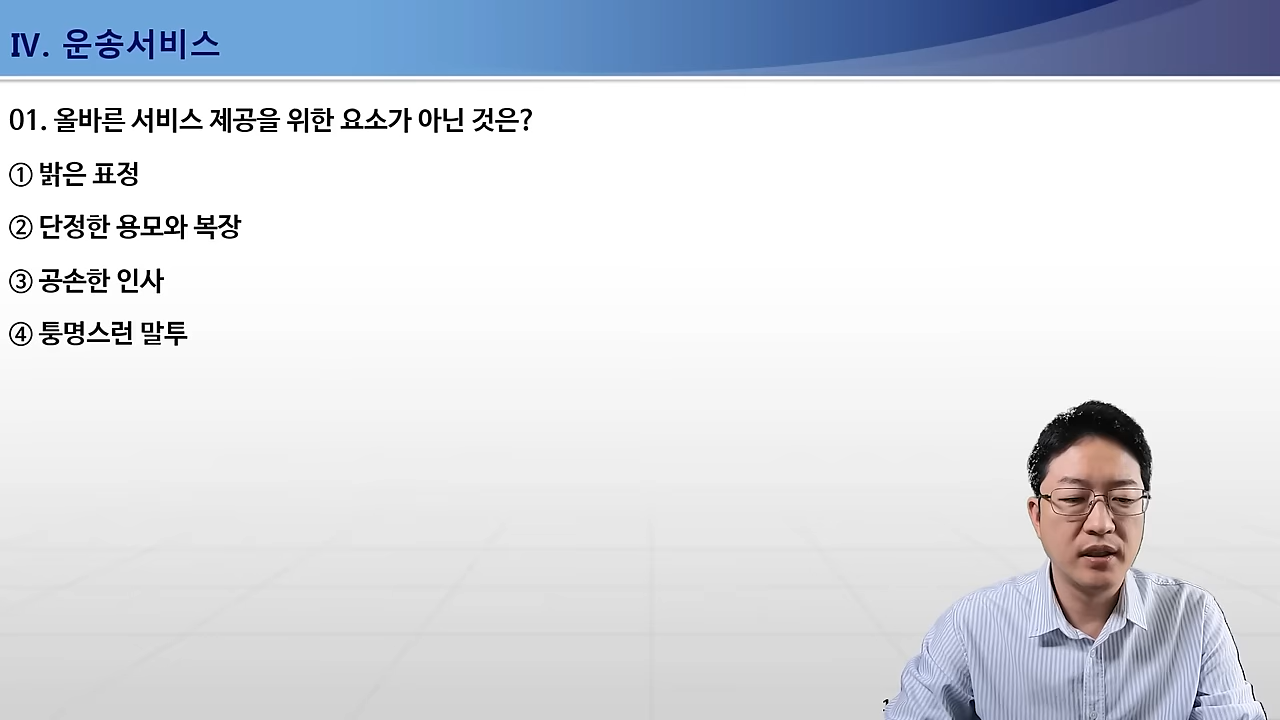 Ⅳ. 운송서비스
01. 올바른 서비스 제공을 위한 요소가 아닌 것은?
① 밝은 표정
② 단정한 용모와 복장
③ 공손한 인사
④ 퉁명스런 말투